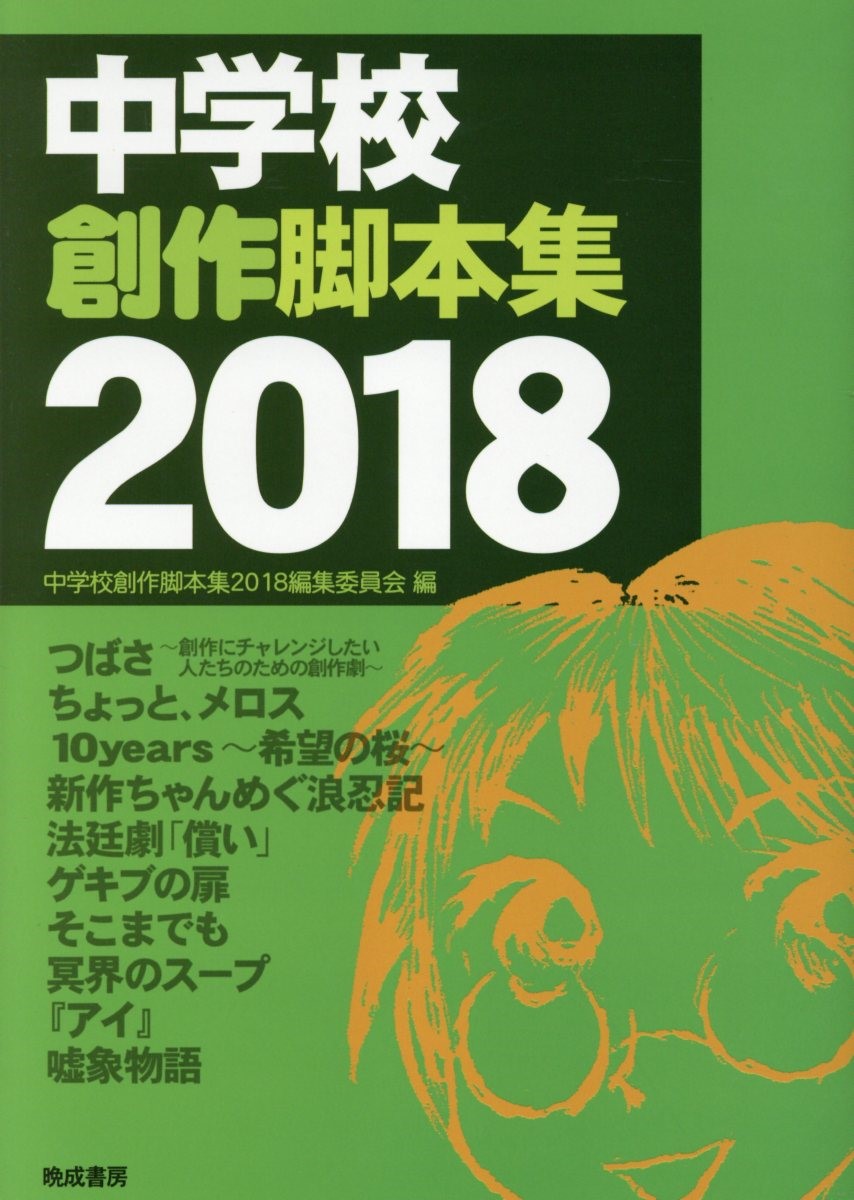 中学校
創作脚本集
2018
中学校創作脚本集2018編集委員会 編
つばさ ～創作にチャレンジしたい
人たちのための創作劇～
ちょっと、メロス
10years ～希望の桜～
新作ちゃんめぐ浪忍記
法廷劇「償い」
ゲキブの扉
そこまでも
冥界のスープ
『アイ』
嘘象物語
晩成書房